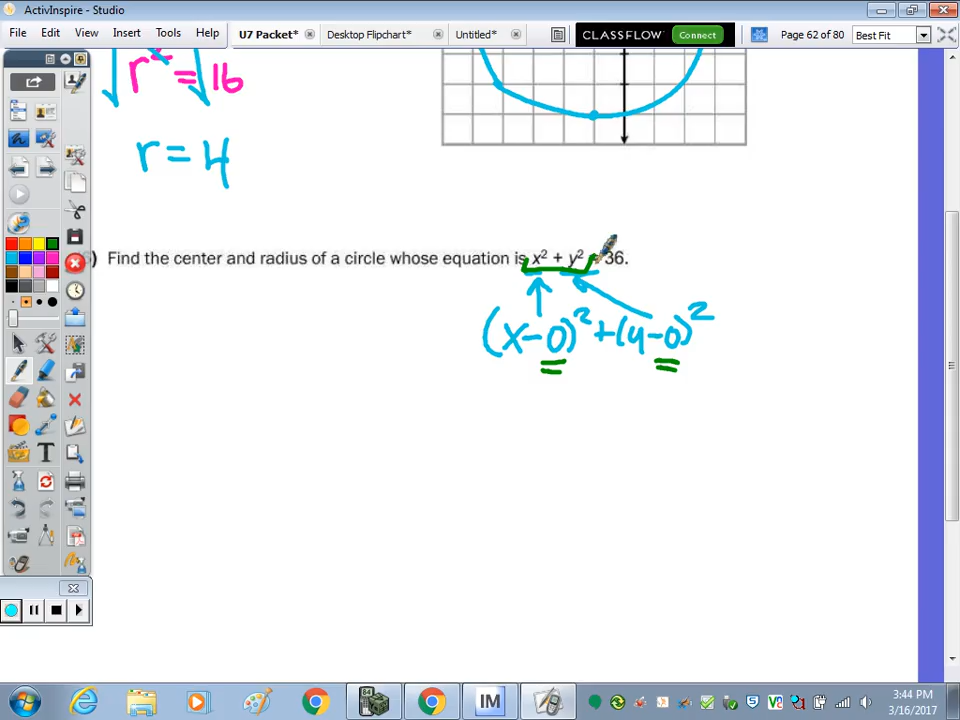 ActivInspire - Studio
File Edit View Insert Tools Help
U7 Packet* Desktop Flipchart* Untitled* CLASSFLOW Connect Page 62 of 80 Best Fit
√r² = √16
r = 4
) Find the center and radius of a circle whose equation is x² + y² = 36.
(x-0)² + (y-0)²
84
IM
3:44 PM
3/16/2017